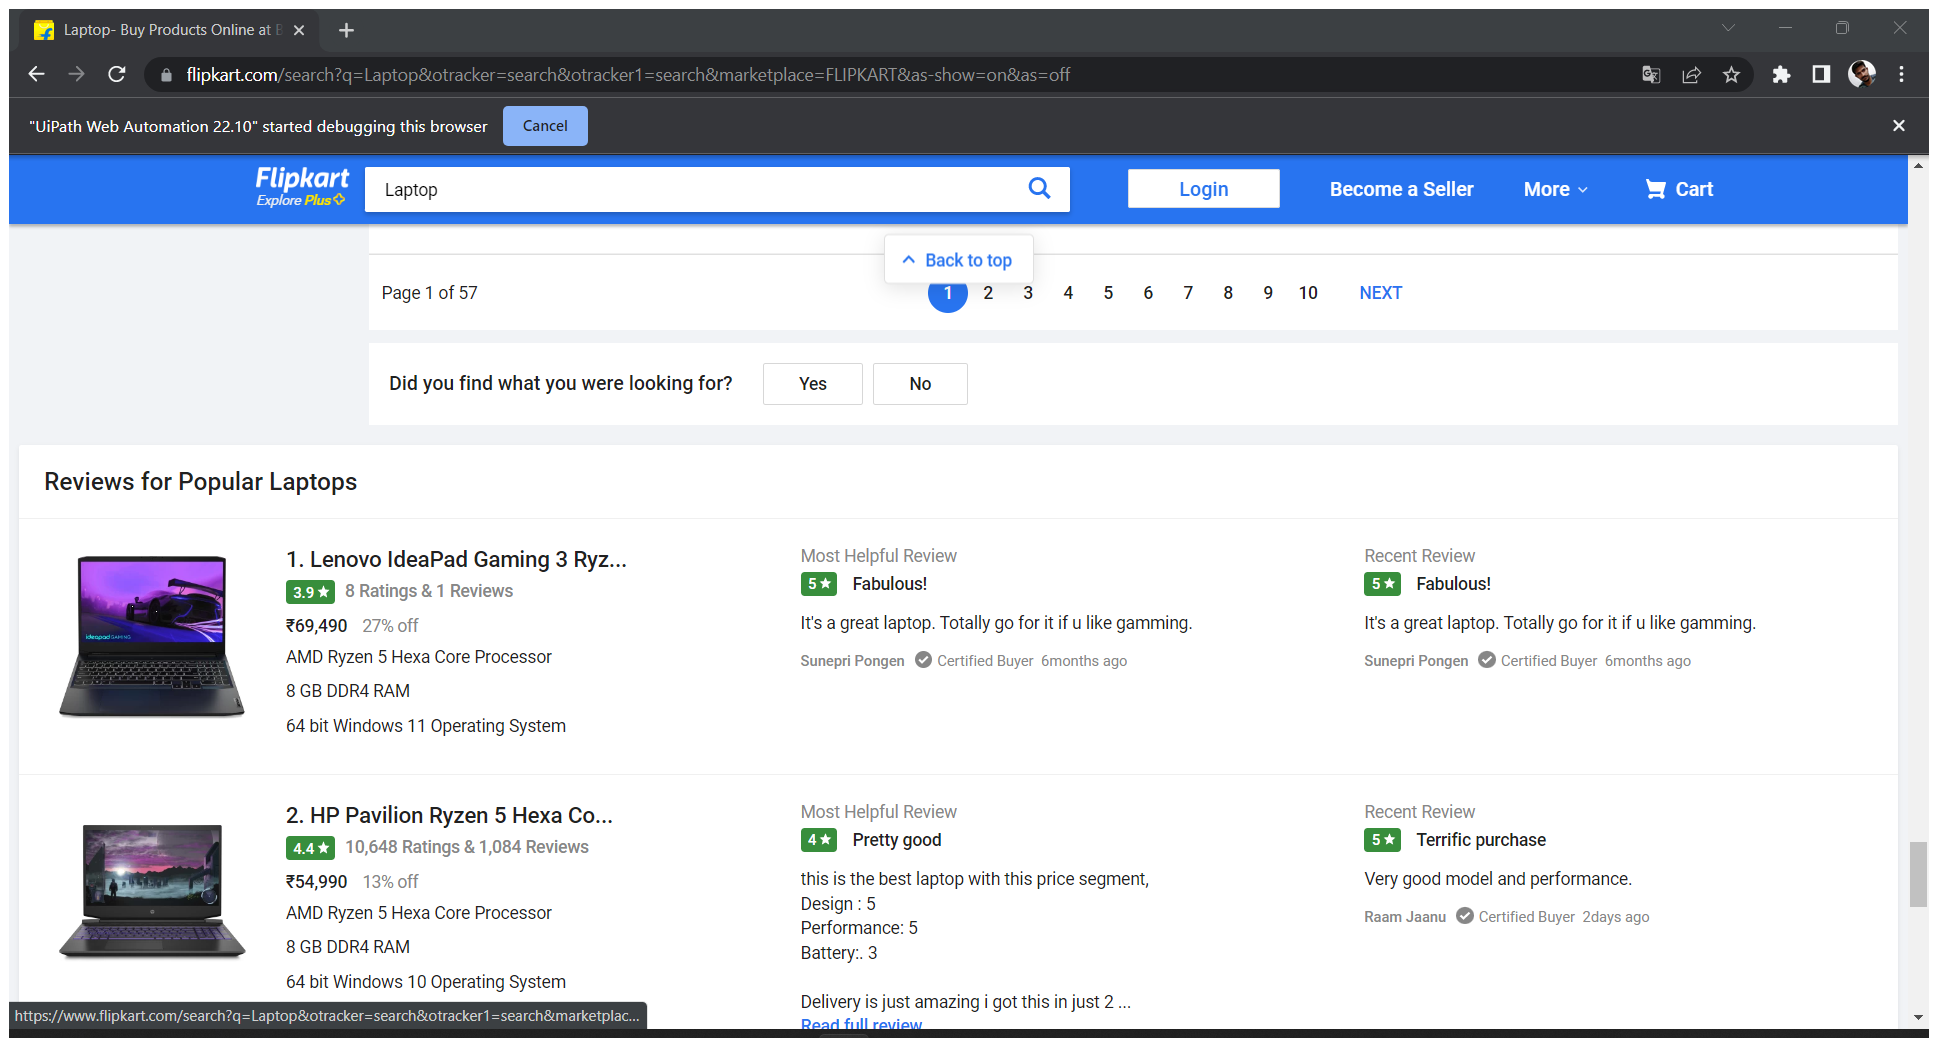 Laptop- Buy Products Online at B
flipkart.com/search?q=Laptop&otracker=search&otracker1=search&marketplace=FLIPKART&as-show=on&as=off
"UiPath Web Automation 22.10" started debugging this browser Cancel
Flipkart
Explore Plus
Laptop
Login
Become a Seller
More
Cart
Back to top
Page 1 of 57
1 2 3 4 5 6 7 8 9 10 NEXT
Did you find what you were looking for? Yes No
Reviews for Popular Laptops
1. Lenovo IdeaPad Gaming 3 Ryz...
3.9★ 8 Ratings & 1 Reviews
₹69,490 27% off
AMD Ryzen 5 Hexa Core Processor
8 GB DDR4 RAM
64 bit Windows 11 Operating System
Most Helpful Review
5★ Fabulous!
It's a great laptop. Totally go for it if u like gamming.
Sunepri Pongen Certified Buyer 6months ago
Recent Review
5★ Fabulous!
It's a great laptop. Totally go for it if u like gamming.
Sunepri Pongen Certified Buyer 6months ago
ideapad GAMING
2. HP Pavilion Ryzen 5 Hexa Co...
4.4★ 10,648 Ratings & 1,084 Reviews
₹54,990 13% off
AMD Ryzen 5 Hexa Core Processor
8 GB DDR4 RAM
64 bit Windows 10 Operating System
Most Helpful Review
4★ Pretty good
this is the best laptop with this price segment,
Design : 5
Performance: 5
Battery:. 3
Delivery is just amazing i got this in just 2 ...
Read full review
Recent Review
5★ Terrific purchase
Very good model and performance.
Raam Jaanu Certified Buyer 2days ago
https://www.flipkart.com/search?q=Laptop&otracker=search&otracker1=search&marketplac...